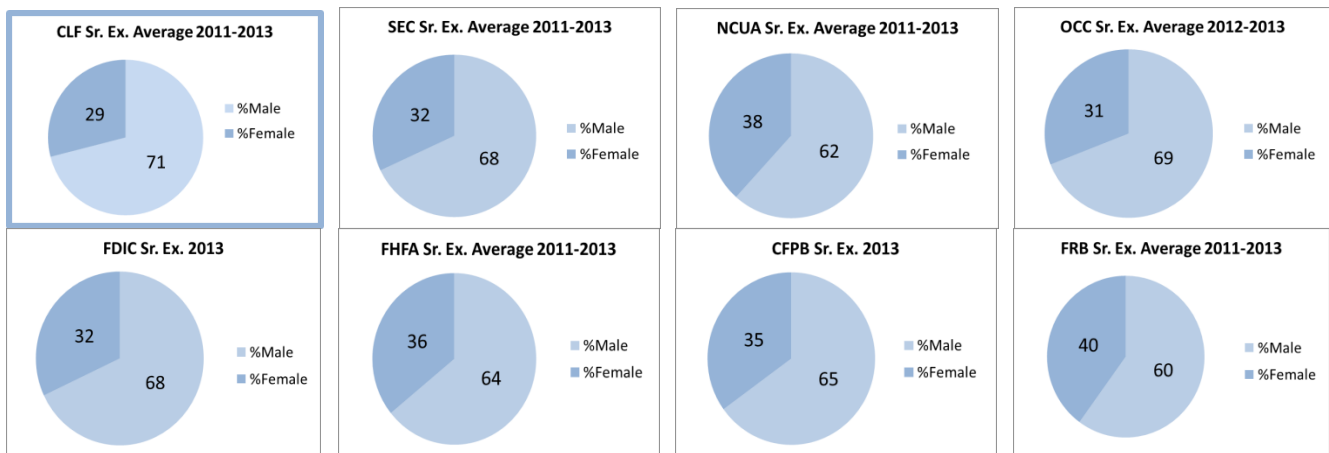 CLF Sr. Ex. Average 2011-2013
29
71
%Male
%Female
SEC Sr. Ex. Average 2011-2013
32
68
%Male
%Female
NCUA Sr. Ex. Average 2011-2013
38
62
%Male
%Female
OCC Sr. Ex. Average 2012-2013
31
69
%Male
%Female
FDIC Sr. Ex. 2013
32
68
%Male
%Female
FHFA Sr. Ex. Average 2011-2013
36
64
%Male
%Female
CFPB Sr. Ex. 2013
35
65
%Male
%Female
FRB Sr. Ex. Average 2011-2013
40
60
%Male
%Female